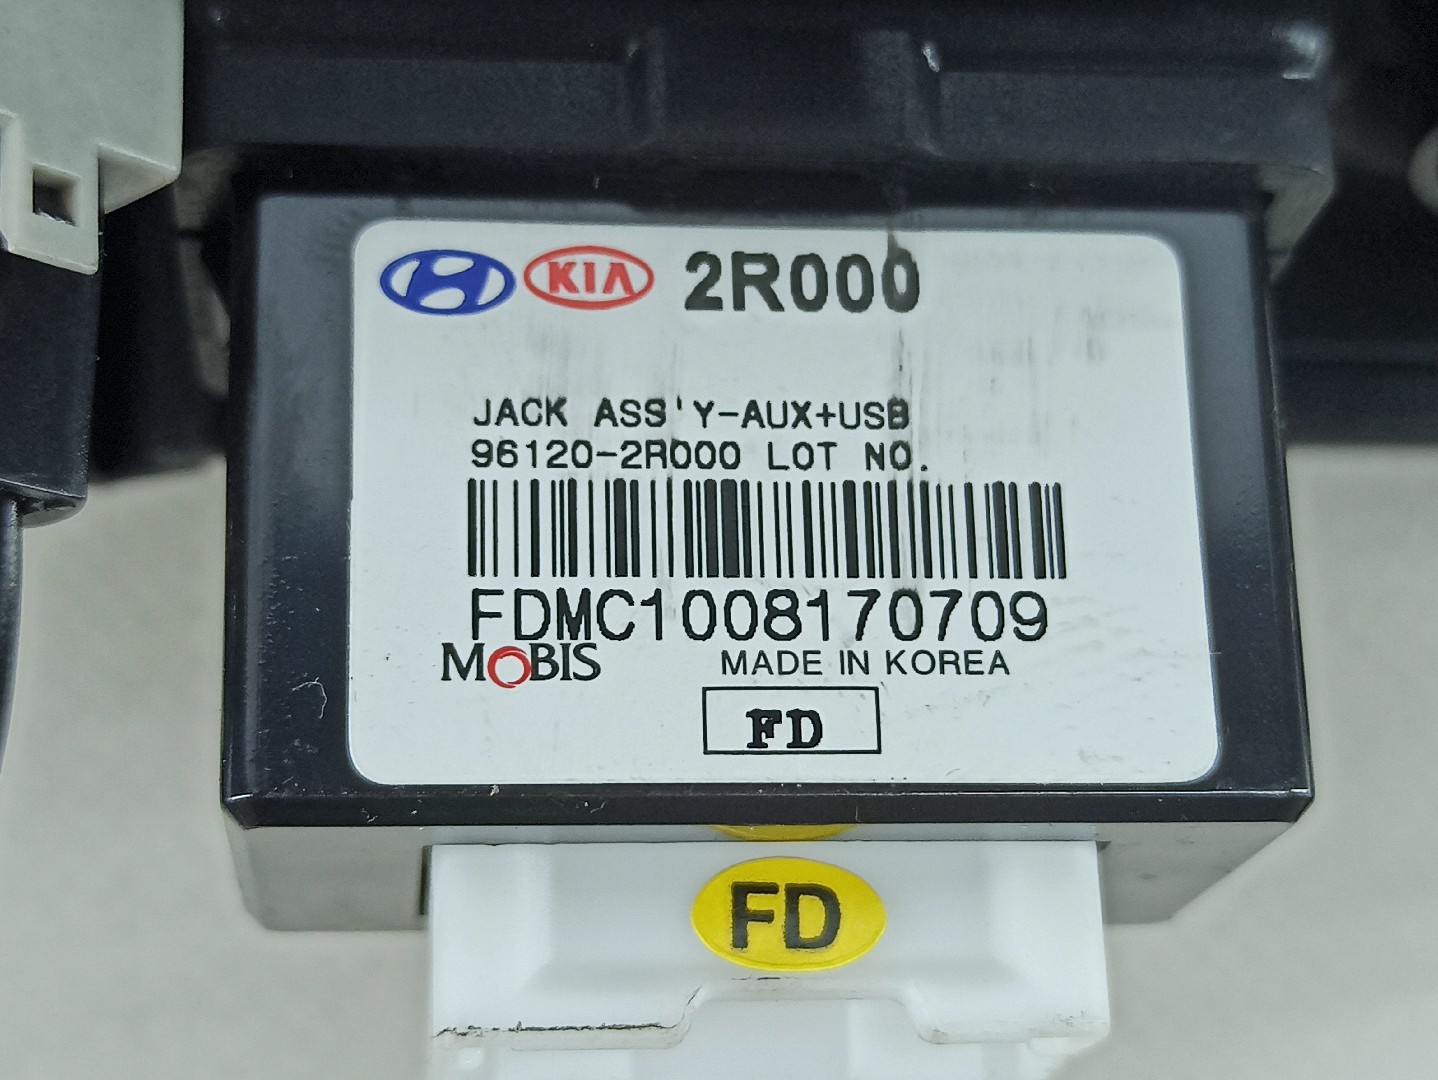 KIA 2R000
JACK ASS'Y-AUX+USB
96120-2R000 LOT NO.
FDMC1008170709
MOBIS MADE IN KOREA
FD
FD